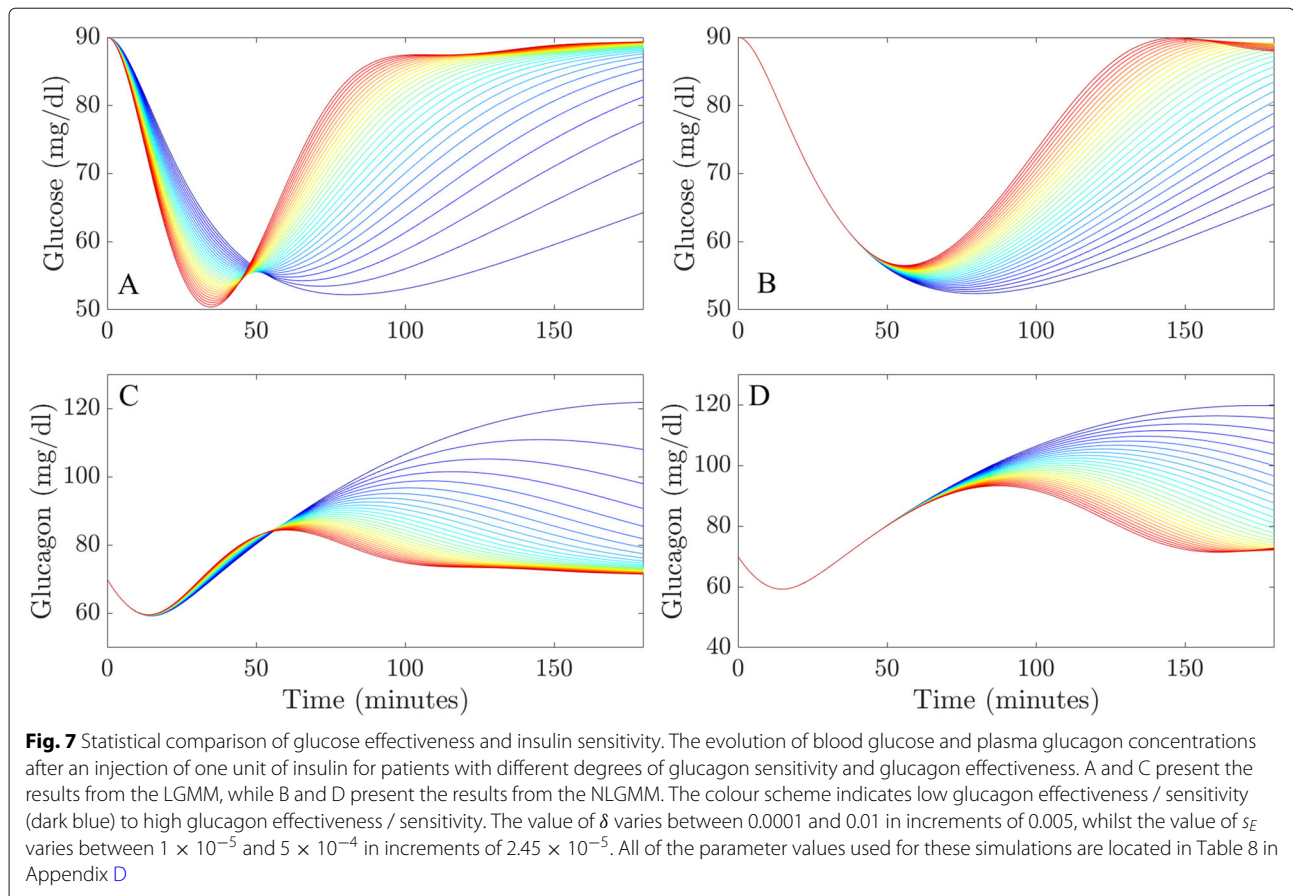 90
80
70
60
50
Glucose (mg/dl)
A
0
50
100
150
90
80
70
60
50
Glucose (mg/dl)
B
0
50
100
150
120
100
80
60
Glucagon (mg/dl)
C
0
50
100
150
Time (minutes)
120
100
80
60
40
Glucagon (mg/dl)
D
0
50
100
150
Time (minutes)
Fig. 7 Statistical comparison of glucose effectiveness and insulin sensitivity. The evolution of blood glucose and plasma glucagon concentrations
after an injection of one unit of insulin for patients with different degrees of glucagon sensitivity and glucagon effectiveness. A and C present the
results from the LGMM, while B and D present the results from the NLGMM. The colour scheme indicates low glucagon effectiveness / sensitivity
(dark blue) to high glucagon effectiveness / sensitivity. The value of δ varies between 0.0001 and 0.01 in increments of 0.005, whilst the value of s_E
varies between 1 × 10⁻⁵ and 5 × 10⁻⁴ in increments of 2.45 × 10⁻⁵. All of the parameter values used for these simulations are located in Table 8 in
Appendix D